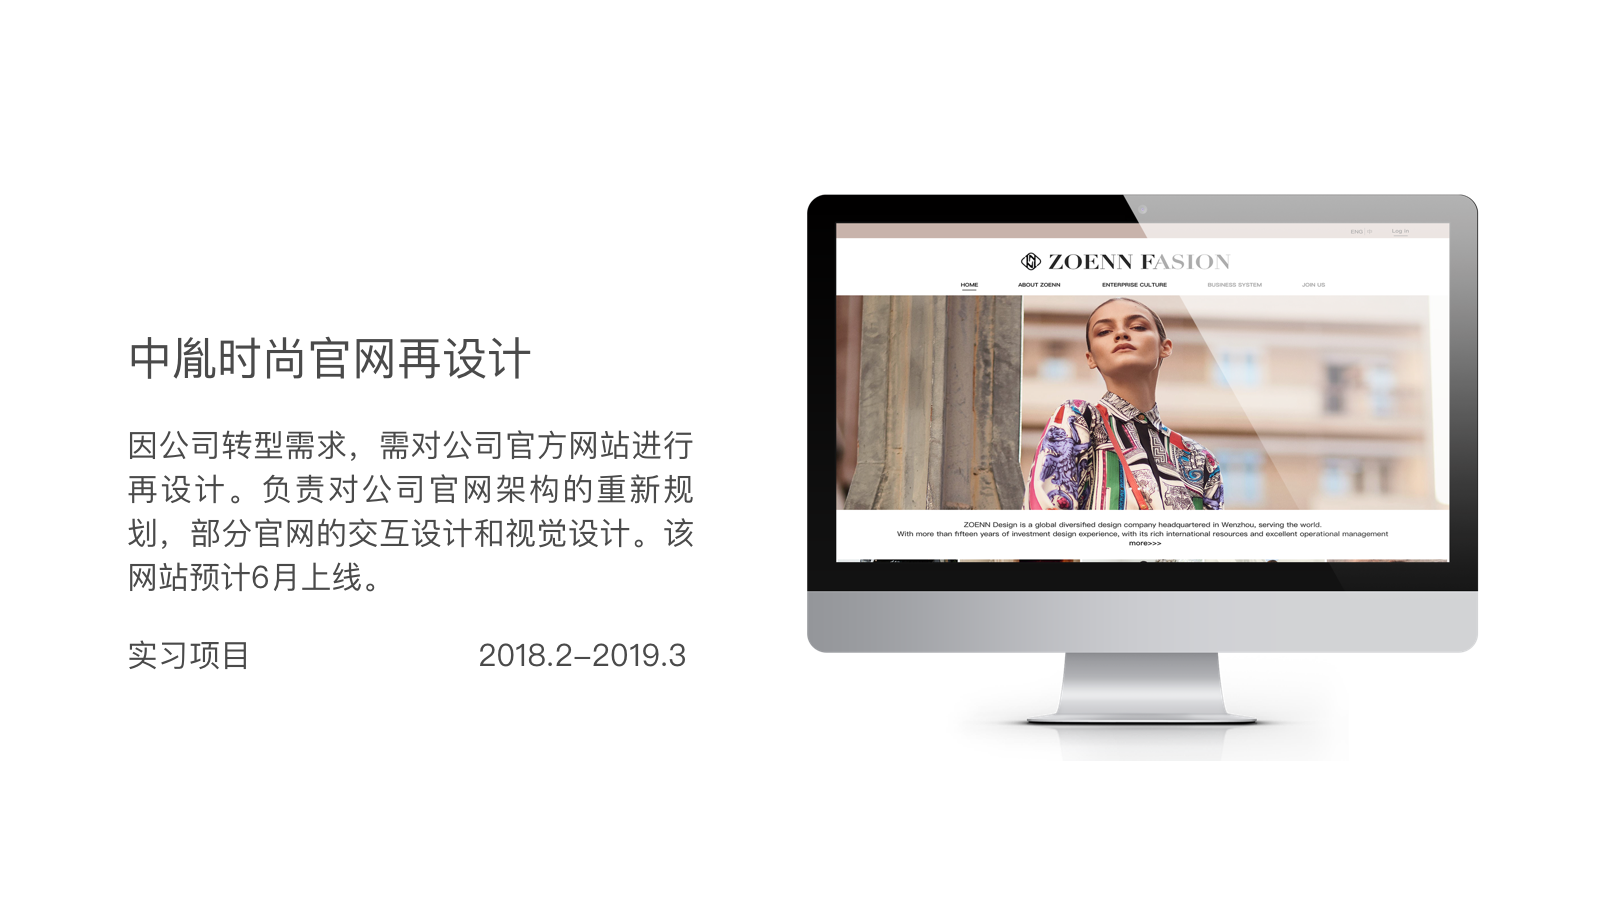 中胤时尚官网再设计
因公司转型需求，需对公司官方网站进行
再设计。负责对公司官网架构的重新规
划，部分官网的交互设计和视觉设计。该
网站预计6月上线。
实习项目 2018.2-2019.3
ENG Log in
ZOENN FASION
HOME ABOUT ZOENN ENTERPRISE CULTURE BUSINESS SYSTEM JOIN US
ZOENN Design is a global diversified design company headquartered in Wenzhou, serving the world.
With more than fifteen years of investment design experience, with its rich international resources and excellent operational management
more>>>